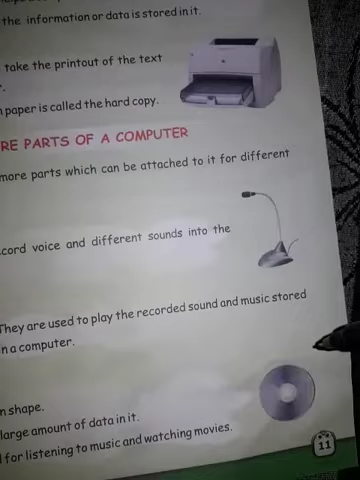 the information or data is stored in it.
take the printout of the text
paper is called the hard copy.
RE PARTS OF A COMPUTER
more parts which can be attached to it for different
cord voice and different sounds into the
They are used to play the recorded sound and music stored
in a computer.
n shape.
large amount of data in it.
for listening to music and watching movies.
11